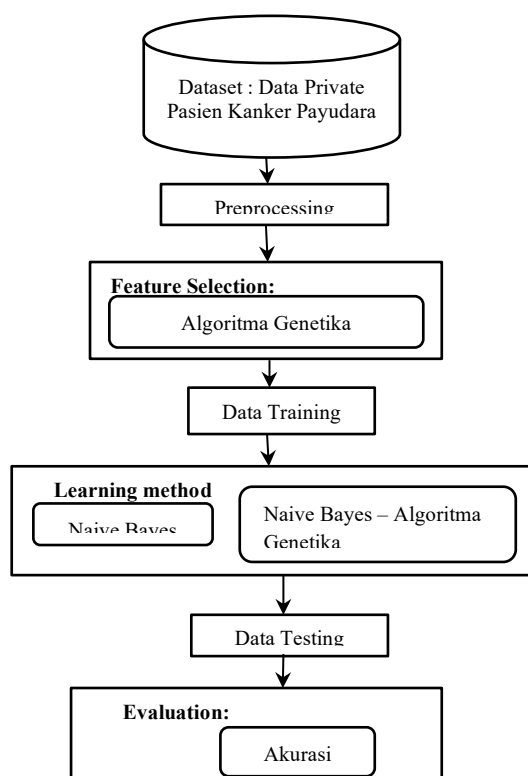 Dataset : Data Private
Pasien Kanker Payudara
Preprocessing
Feature Selection:
Algoritma Genetika
Data Training
Learning method
Naive Bayes
Naive Bayes – Algoritma
Genetika
Data Testing
Evaluation:
Akurasi